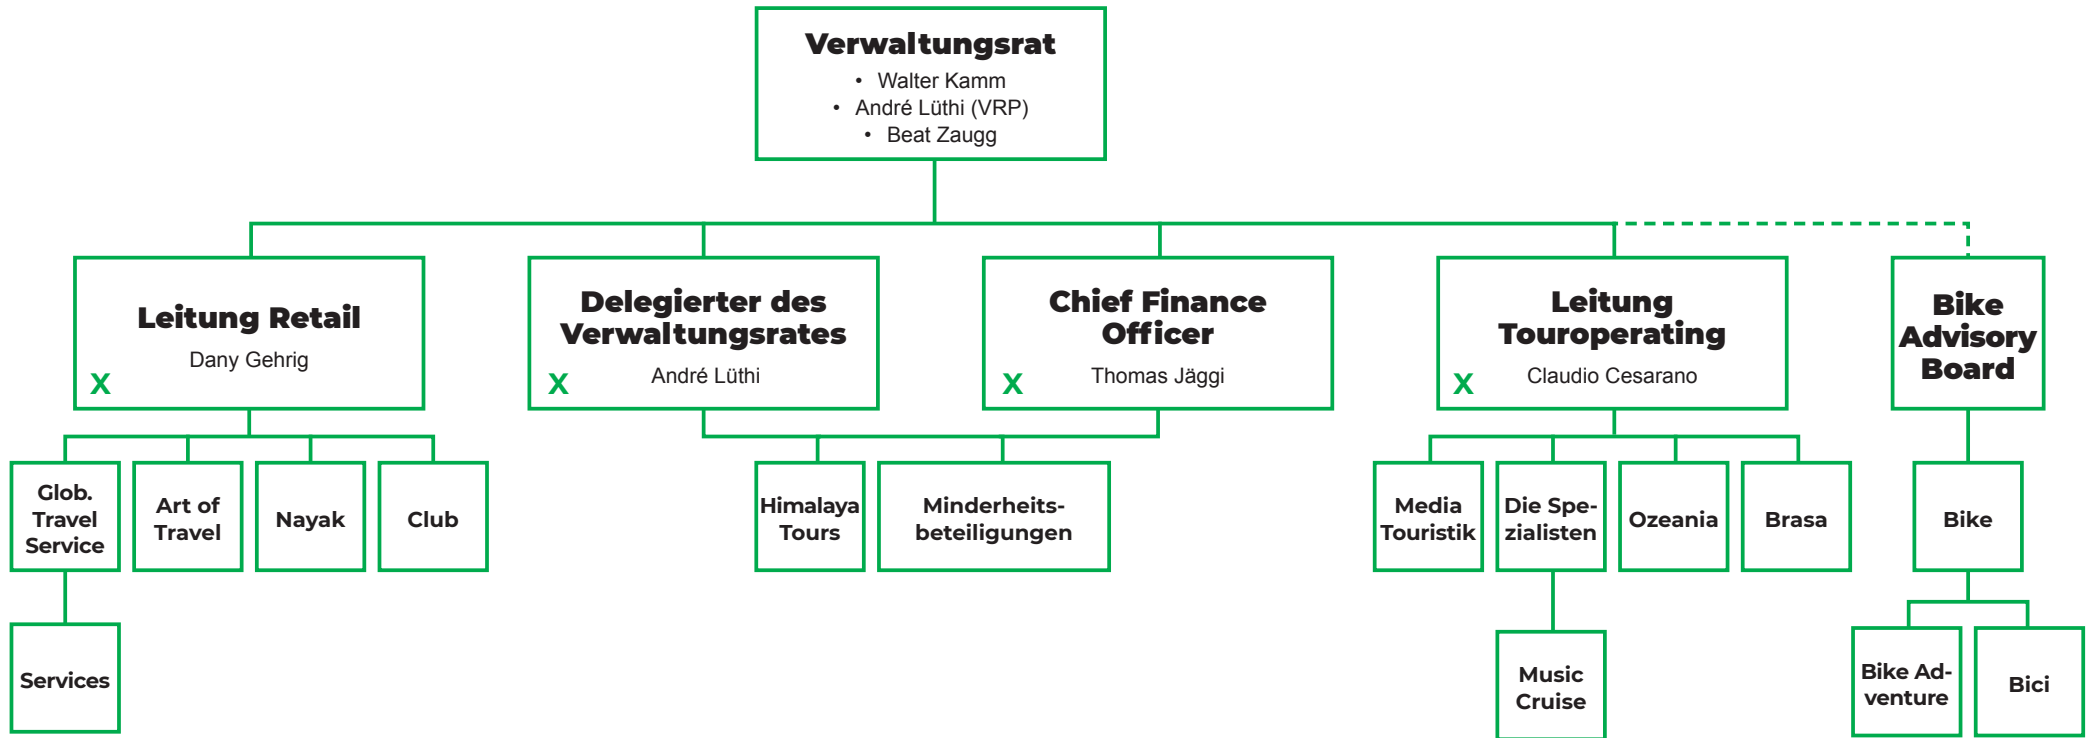 Verwaltungsrat
• Walter Kamm
• André Lüthi (VRP)
• Beat Zaugg
Leitung Retail
Dany Gehrig
X
Delegierter des
Verwaltungsrates
André Lüthi
X
Chief Finance
Officer
Thomas Jäggi
X
Leitung
Touroperating
Claudio Cesarano
X
Bike
Advisory
Board
Glob.
Travel
Service
Art of
Travel
Nayak
Club
Himalaya
Tours
Minderheits-
beteiligungen
Media
Touristik
Die Spe-
zialisten
Ozeania
Brasa
Bike
Services
Music
Cruise
Bike Ad-
venture
Bici